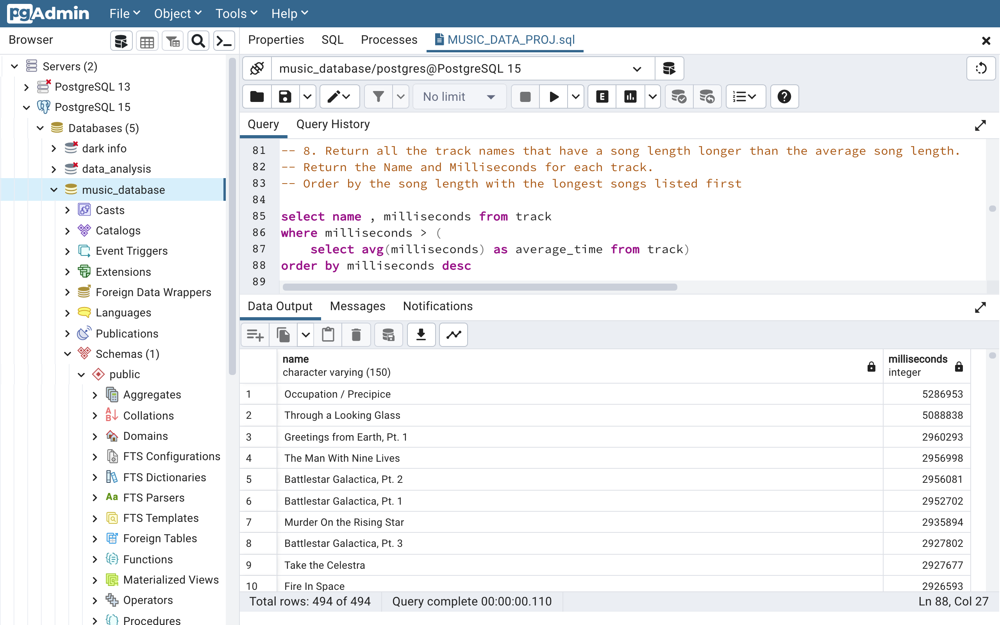 pgAdmin File Object Tools Help
Browser
Properties SQL Processes MUSIC_DATA_PROJ.sql
Servers (2)
PostgreSQL 13
PostgreSQL 15
Databases (5)
dark info
data_analysis
music_database
Casts
Catalogs
Event Triggers
Extensions
Foreign Data Wrappers
Languages
Publications
Schemas (1)
public
Aggregates
Collations
Domains
FTS Configurations
FTS Dictionaries
Aa FTS Parsers
FTS Templates
Foreign Tables
Functions
Materialized Views
Operators
Procedures
music_database/postgres@PostgreSQL 15
No limit E
Query Query History
81 -- 8. Return all the track names that have a song length longer than the average song length.
82 -- Return the Name and Milliseconds for each track.
83 -- Order by the song length with the longest songs listed first
84
85 select name , milliseconds from track
86 where milliseconds > (
87 select avg(milliseconds) as average_time from track)
88 order by milliseconds desc
89
Data Output Messages Notifications
name milliseconds
character varying (150) integer
1 Occupation / Precipice 5286953
2 Through a Looking Glass 5088838
3 Greetings from Earth, Pt. 1 2960293
4 The Man With Nine Lives 2956998
5 Battlestar Galactica, Pt. 2 2956081
6 Battlestar Galactica, Pt. 1 2952702
7 Murder On the Rising Star 2935894
8 Battlestar Galactica, Pt. 3 2927802
9 Take the Celestra 2927677
10 Fire In Space 2926593
Total rows: 494 of 494 Query complete 00:00:00.110 Ln 88, Col 27